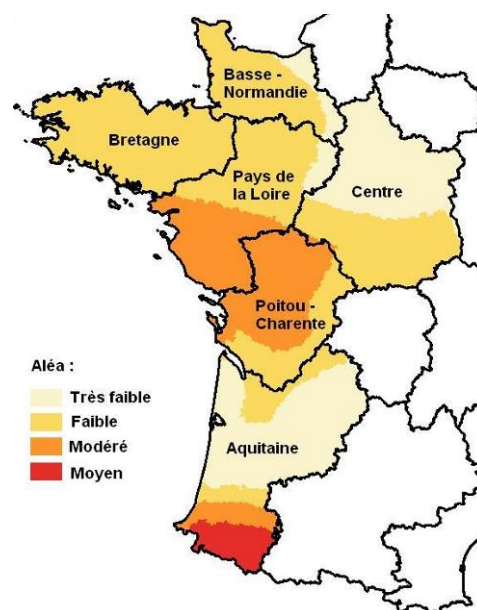 Basse -
Normandie
Bretagne
Pays de
la Loire
Centre
Poitou -
Charente
Aléa :
Très faible
Faible
Modéré
Moyen
Aquitaine